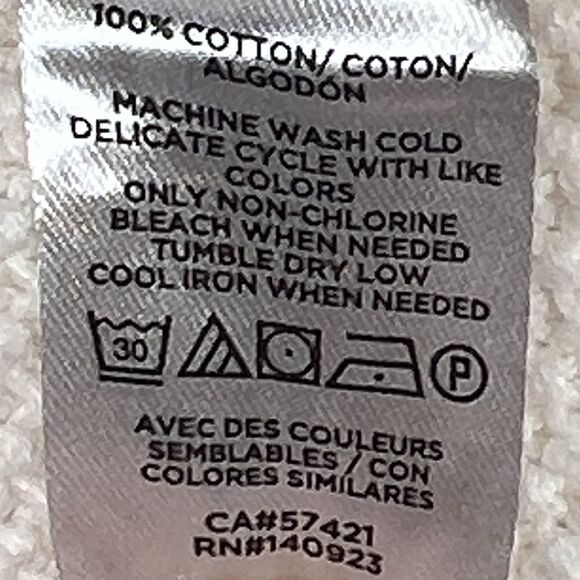 100% COTTON/ COTON/
ALGODÓN
MACHINE WASH COLD
DELICATE CYCLE WITH LIKE
COLORS
ONLY NON-CHLORINE
BLEACH WHEN NEEDED
TUMBLE DRY LOW
COOL IRON WHEN NEEDED
30 P
AVEC DES COULEURS
SEMBLABLES / CON
COLORES SIMILARES
CA#57421
RN#140923